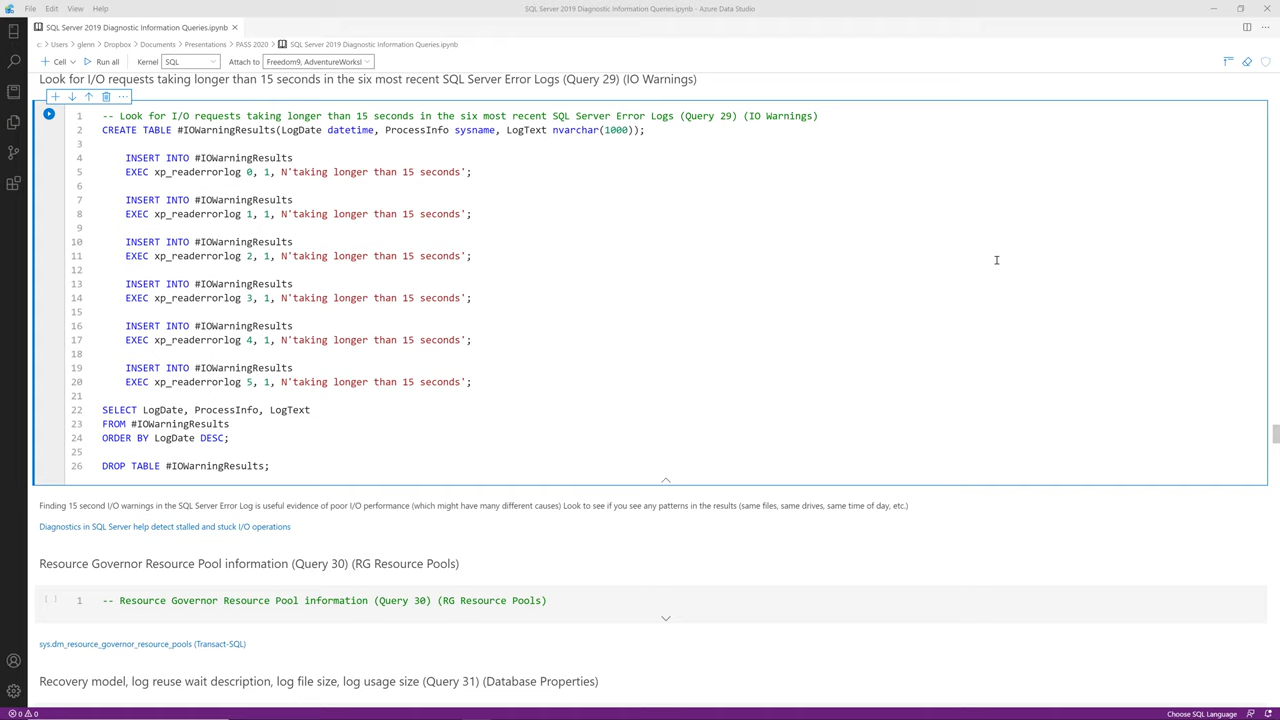 File Edit View Help
SQL Server 2019 Diagnostic Information Queries.ipynb - Azure Data Studio
SQL Server 2019 Diagnostic Information Queries.ipynb
c: > Users > glenn > Dropbox > Documents > Presentations > PASS 2020 > SQL Server 2019 Diagnostic Information Queries.ipynb
+ Cell Run all Kernel SQL Attach to Freedom9, AdventureWorks
Look for I/O requests taking longer than 15 seconds in the six most recent SQL Server Error Logs (Query 29) (IO Warnings)
1 -- Look for I/O requests taking longer than 15 seconds in the six most recent SQL Server Error Logs (Query 29) (IO Warnings)
2 CREATE TABLE #IOWarningResults(LogDate datetime, ProcessInfo sysname, LogText nvarchar(1000));
3
4 INSERT INTO #IOWarningResults
5 EXEC xp_readerrorlog 0, 1, N'taking longer than 15 seconds';
6
7 INSERT INTO #IOWarningResults
8 EXEC xp_readerrorlog 1, 1, N'taking longer than 15 seconds';
9
10 INSERT INTO #IOWarningResults
11 EXEC xp_readerrorlog 2, 1, N'taking longer than 15 seconds';
12
13 INSERT INTO #IOWarningResults
14 EXEC xp_readerrorlog 3, 1, N'taking longer than 15 seconds';
15
16 INSERT INTO #IOWarningResults
17 EXEC xp_readerrorlog 4, 1, N'taking longer than 15 seconds';
18
19 INSERT INTO #IOWarningResults
20 EXEC xp_readerrorlog 5, 1, N'taking longer than 15 seconds';
21
22 SELECT LogDate, ProcessInfo, LogText
23 FROM #IOWarningResults
24 ORDER BY LogDate DESC;
25
26 DROP TABLE #IOWarningResults;
Finding 15 second I/O warnings in the SQL Server Error Log is useful evidence of poor I/O performance (which might have many different causes) Look to see if you see any patterns in the results (same files, same drives, same time of day, etc.)
Diagnostics in SQL Server help detect stalled and stuck I/O operations
Resource Governor Resource Pool information (Query 30) (RG Resource Pools)
[ ] 1 -- Resource Governor Resource Pool information (Query 30) (RG Resource Pools)
sys.dm_resource_governor_resource_pools (Transact-SQL)
Recovery model, log reuse wait description, log file size, log usage size (Query 31) (Database Properties)
0 0 Choose SQL Language